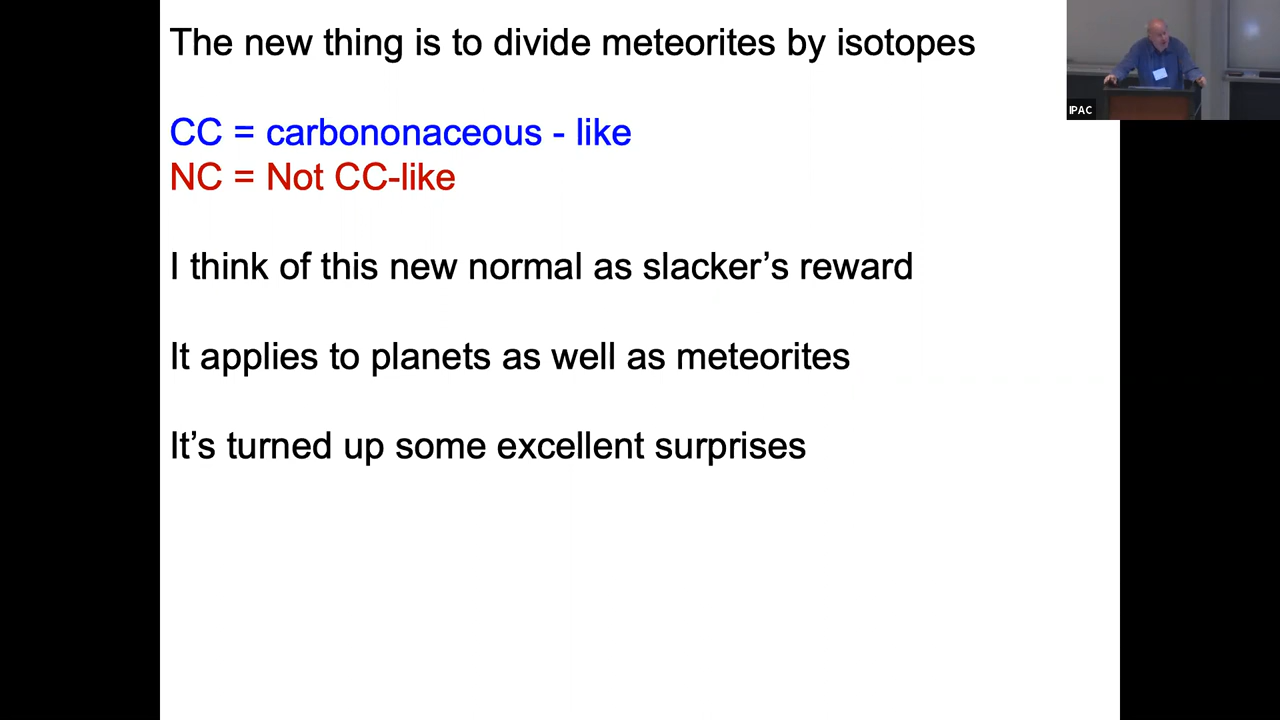 The new thing is to divide meteorites by isotopes
CC = carbononaceous - like
NC = Not CC-like
I think of this new normal as slacker’s reward
It applies to planets as well as meteorites
It’s turned up some excellent surprises
IPAC